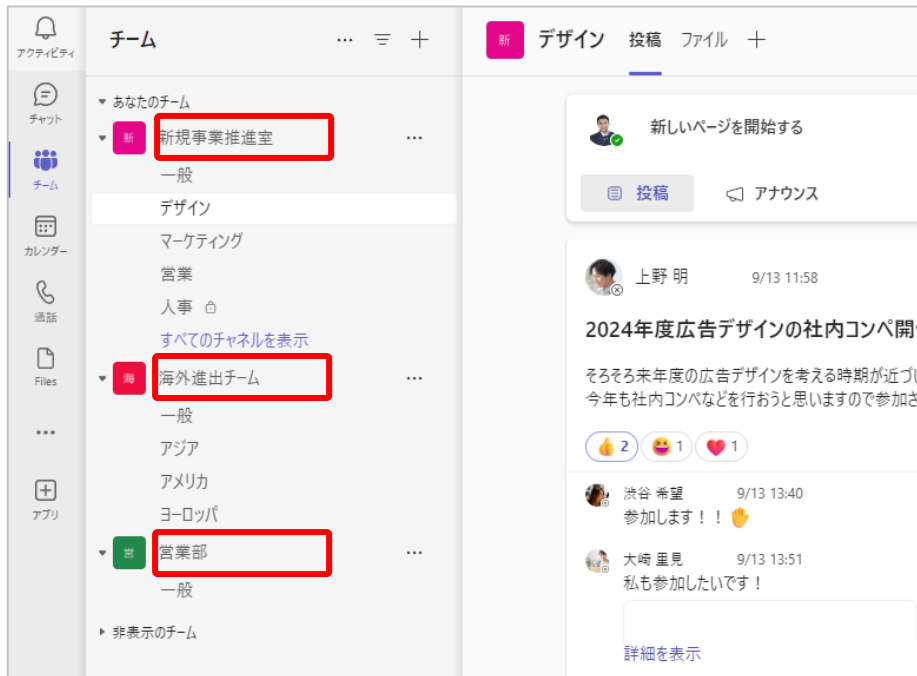 アクティビティ
チャット
チーム
カレンダー
通話
Files
アプリ
チーム
あなたのチーム
新 新規事業推進室
一般
デザイン
マーケティング
営業
人事
すべてのチャネルを表示
海 海外進出チーム
一般
アジア
アメリカ
ヨーロッパ
営 営業部
一般
非表示のチーム
新 デザイン 投稿 ファイル
新しいページを開始する
投稿 アナウンス
上野 明 9/13 11:58
2024年度広告デザインの社内コンペ開
そろそろ来年度の広告デザインを考える時期が近づい
今年も社内コンペなどを行おうと思いますので参加さ
👍 2 😆 1 ❤️ 1
渋谷 希望 9/13 13:40
参加します！！🖐
大崎 里見 9/13 13:51
私も参加したいです！
詳細を表示